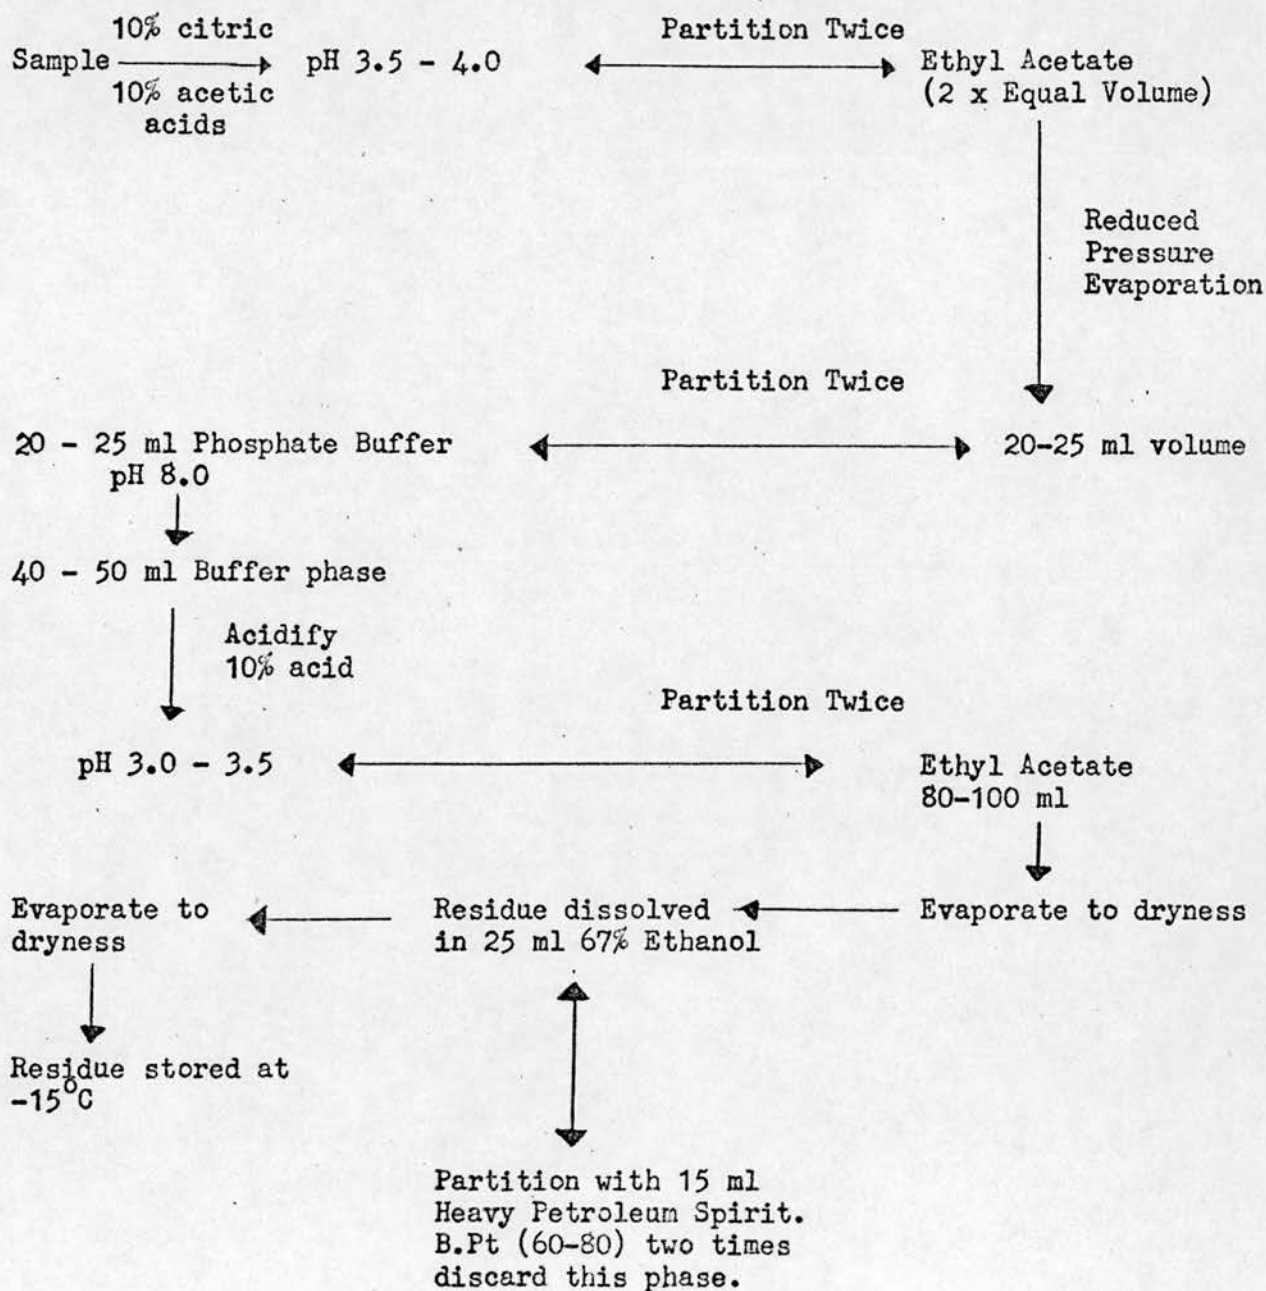 10% citric
Sample
10% acetic
acids
pH 3.5 - 4.0
Partition Twice
Ethyl Acetate
(2 x Equal Volume)
Reduced
Pressure
Evaporation
Partition Twice
20 - 25 ml Phosphate Buffer
pH 8.0
20-25 ml volume
40 - 50 ml Buffer phase
Acidify
10% acid
Partition Twice
pH 3.0 - 3.5
Ethyl Acetate
80-100 ml
Evaporate to dryness
Residue dissolved
in 25 ml 67% Ethanol
Evaporate to
dryness
Residue stored at
-15°C
Partition with 15 ml
Heavy Petroleum Spirit.
B.Pt (60-80) two times
discard this phase.